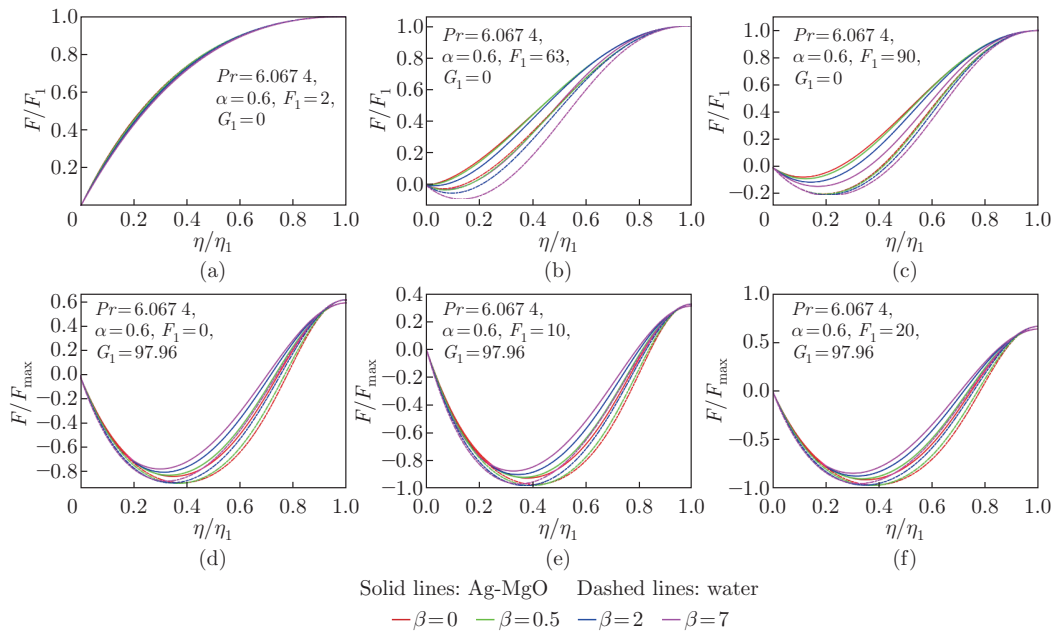 1.0
0.8
0.6
0.4
0.2
F/F₁
Pr=6.067 4,
α=0.6, F₁=2,
G₁=0
0 0.2 0.4 0.6 0.8 1.0
η/η₁
(a)
1.0
0.8
0.6
0.4
0.2
0.0
F/F₁
Pr=6.067 4,
α=0.6, F₁=63,
G₁=0
0.0 0.2 0.4 0.6 0.8 1.0
η/η₁
(b)
1.0
0.8
0.6
0.4
0.2
0.0
−0.2
F/F₁
Pr=6.067 4,
α=0.6, F₁=90,
G₁=0
0 0.2 0.4 0.6 0.8 1.0
η/η₁
(c)
0.6
0.4
0.2
0.0
−0.2
−0.4
−0.6
−0.8
F/Fmax
Pr=6.067 4,
α=0.6, F₁=0,
G₁=97.96
0 0.2 0.4 0.6 0.8 1.0
η/η₁
(d)
0.4
0.2
0.0
−0.2
−0.4
−0.6
−0.8
−1.0
F/Fmax
Pr=6.067 4,
α=0.6, F₁=10,
G₁=97.96
0 0.2 0.4 0.6 0.8 1.0
η/η₁
(e)
1.0
0.5
0.0
−0.5
−1.0
F/Fmax
Pr=6.067 4,
α=0.6, F₁=20,
G₁=97.96
0 0.2 0.4 0.6 0.8 1.0
η/η₁
(f)
Solid lines: Ag-MgO Dashed lines: water
β=0 β=0.5 β=2 β=7